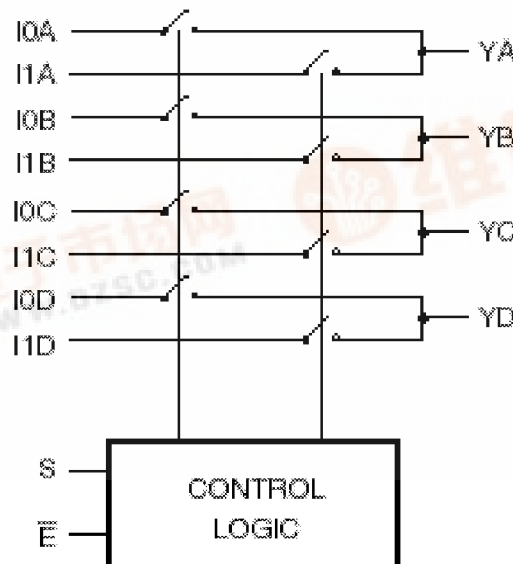 I0A
YA
I1A
I0B
YB
I1B
I0C
YC
I1C
I0D
YD
I1D
S
CONTROL
LOGIC
E̅